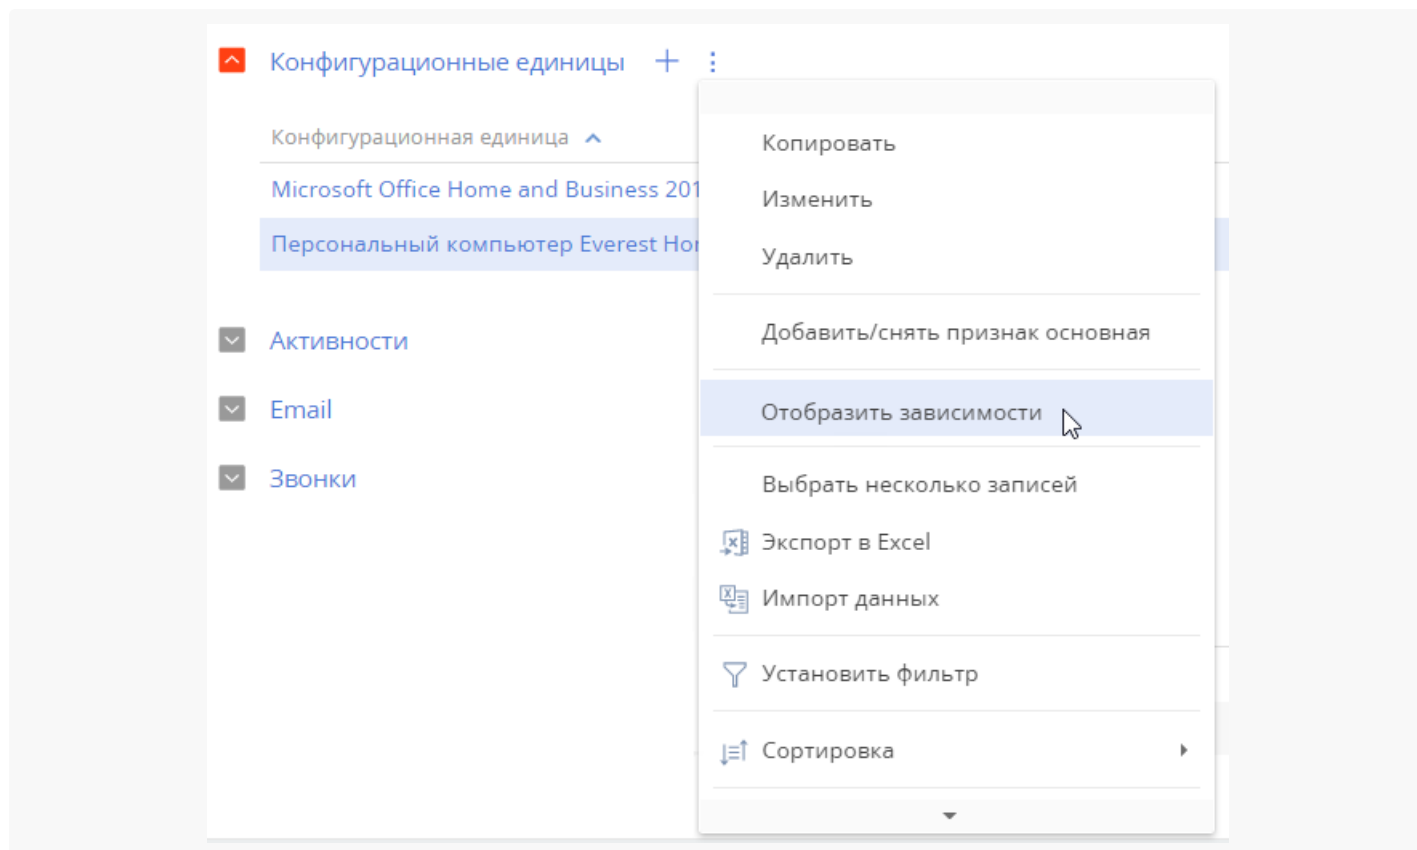 Конфигурационные единицы
Конфигурационная единица
Microsoft Office Home and Business 201
Персональный компьютер Everest Hor
Активности
Email
Звонки
Копировать
Изменить
Удалить
Добавить/снять признак основная
Отобразить зависимости
Выбрать несколько записей
Экспорт в Excel
Импорт данных
Установить фильтр
Сортировка